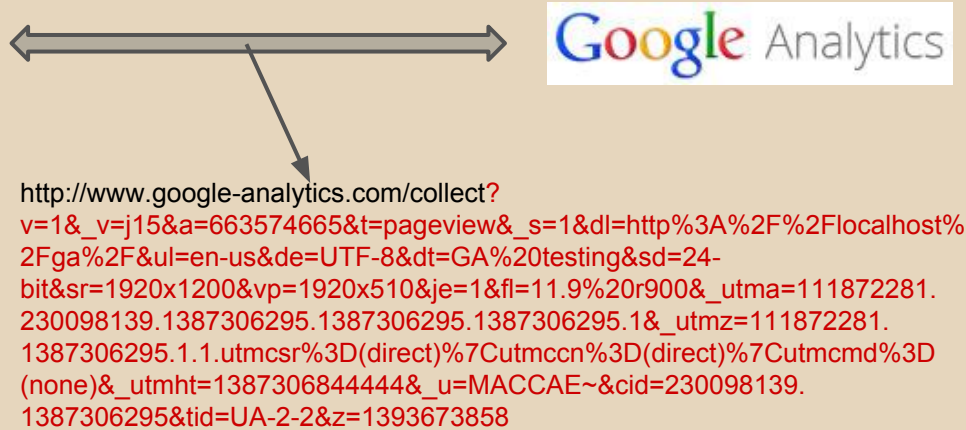 Google Analytics
http://www.google-analytics.com/collect?
v=1&_v=j15&a=663574665&t=pageview&_s=1&dl=http%3A%2F%2Flocalhost%
2Fga%2F&ul=en-us&de=UTF-8&dt=GA%20testing&sd=24-
bit&sr=1920x1200&vp=1920x510&je=1&fl=11.9%20r900&_utma=111872281.
230098139.1387306295.1387306295.1387306295.1&_utmz=111872281.
1387306295.1.1.utmcsr%3D(direct)%7Cutmccn%3D(direct)%7Cutmcmd%3D
(none)&_utmht=1387306844444&_u=MACCAE~&cid=230098139.
1387306295&tid=UA-2-2&z=1393673858